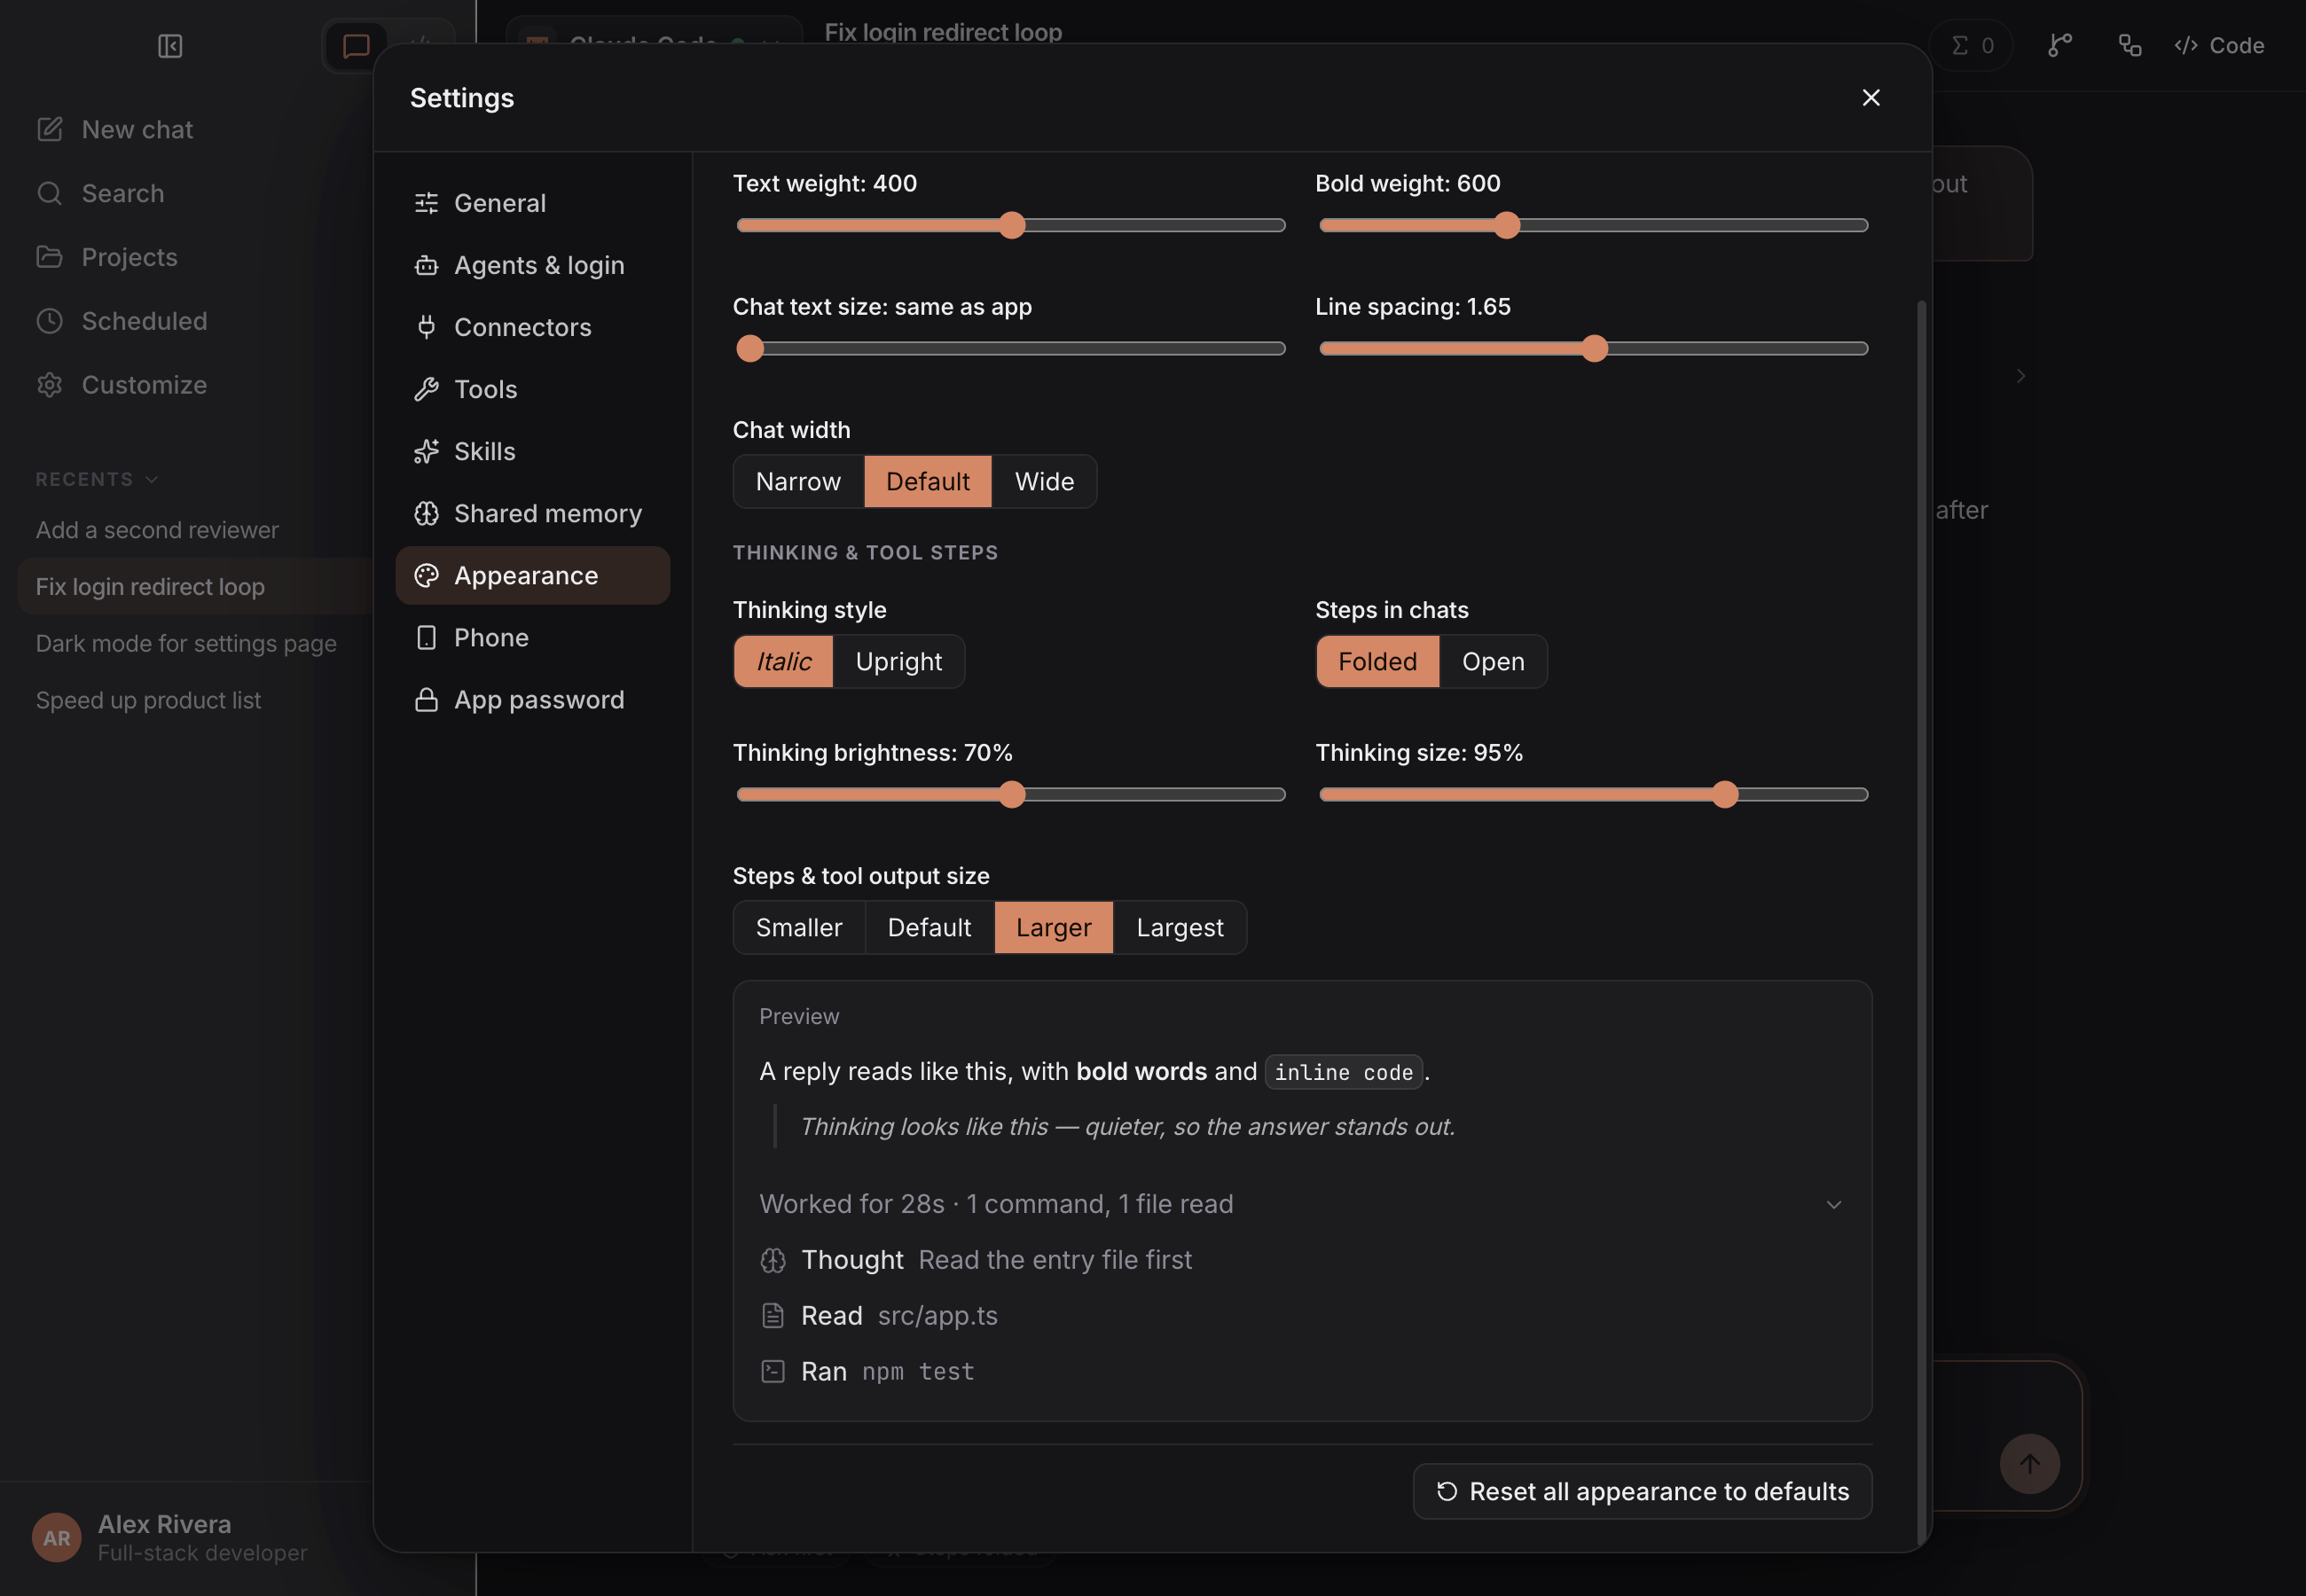 Claude Code
Fix login redirect loop
Σ 0
Code
New chat
Search
Projects
Scheduled
Customize
RECENTS
Add a second reviewer
Fix login redirect loop
Dark mode for settings page
Speed up product list
AR
Alex Rivera
Full-stack developer
Settings
General
Agents & login
Connectors
Tools
Skills
Shared memory
Appearance
Phone
App password
Text weight: 400
Bold weight: 600
Chat text size: same as app
Line spacing: 1.65
Chat width
Narrow Default Wide
THINKING & TOOL STEPS
Thinking style
Italic Upright
Steps in chats
Folded Open
Thinking brightness: 70%
Thinking size: 95%
Steps & tool output size
Smaller Default Larger Largest
Preview
A reply reads like this, with bold words and inline code.
Thinking looks like this — quieter, so the answer stands out.
Worked for 28s · 1 command, 1 file read
Thought Read the entry file first
Read src/app.ts
Ran npm test
Reset all appearance to defaults
out
after